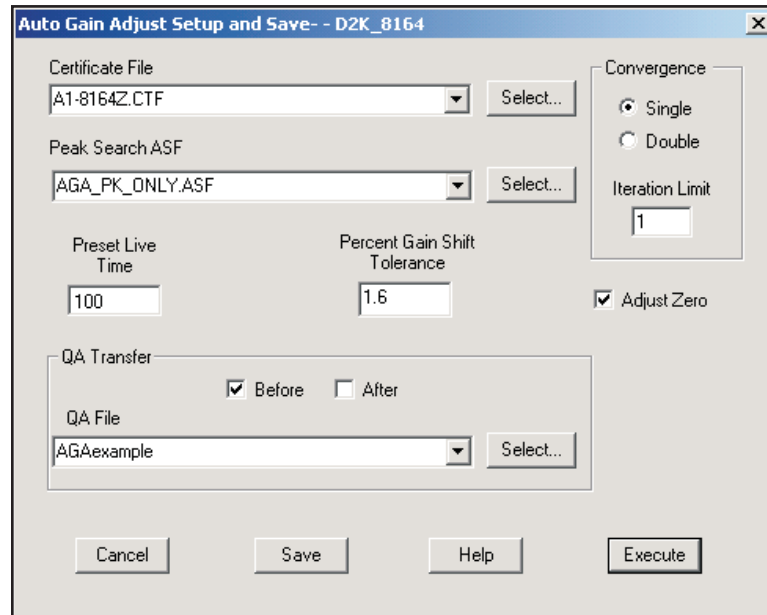 Auto Gain Adjust Setup and Save- - D2K_8164
Certificate File
A1-8164Z.CTF
Select...
Peak Search ASF
AGA_PK_ONLY.ASF
Select...
Convergence
Single
Double
Iteration Limit
1
Preset Live
Time
100
Percent Gain Shift
Tolerance
1.6
Adjust Zero
QA Transfer
Before
After
QA File
AGAexample
Select...
Cancel
Save
Help
Execute